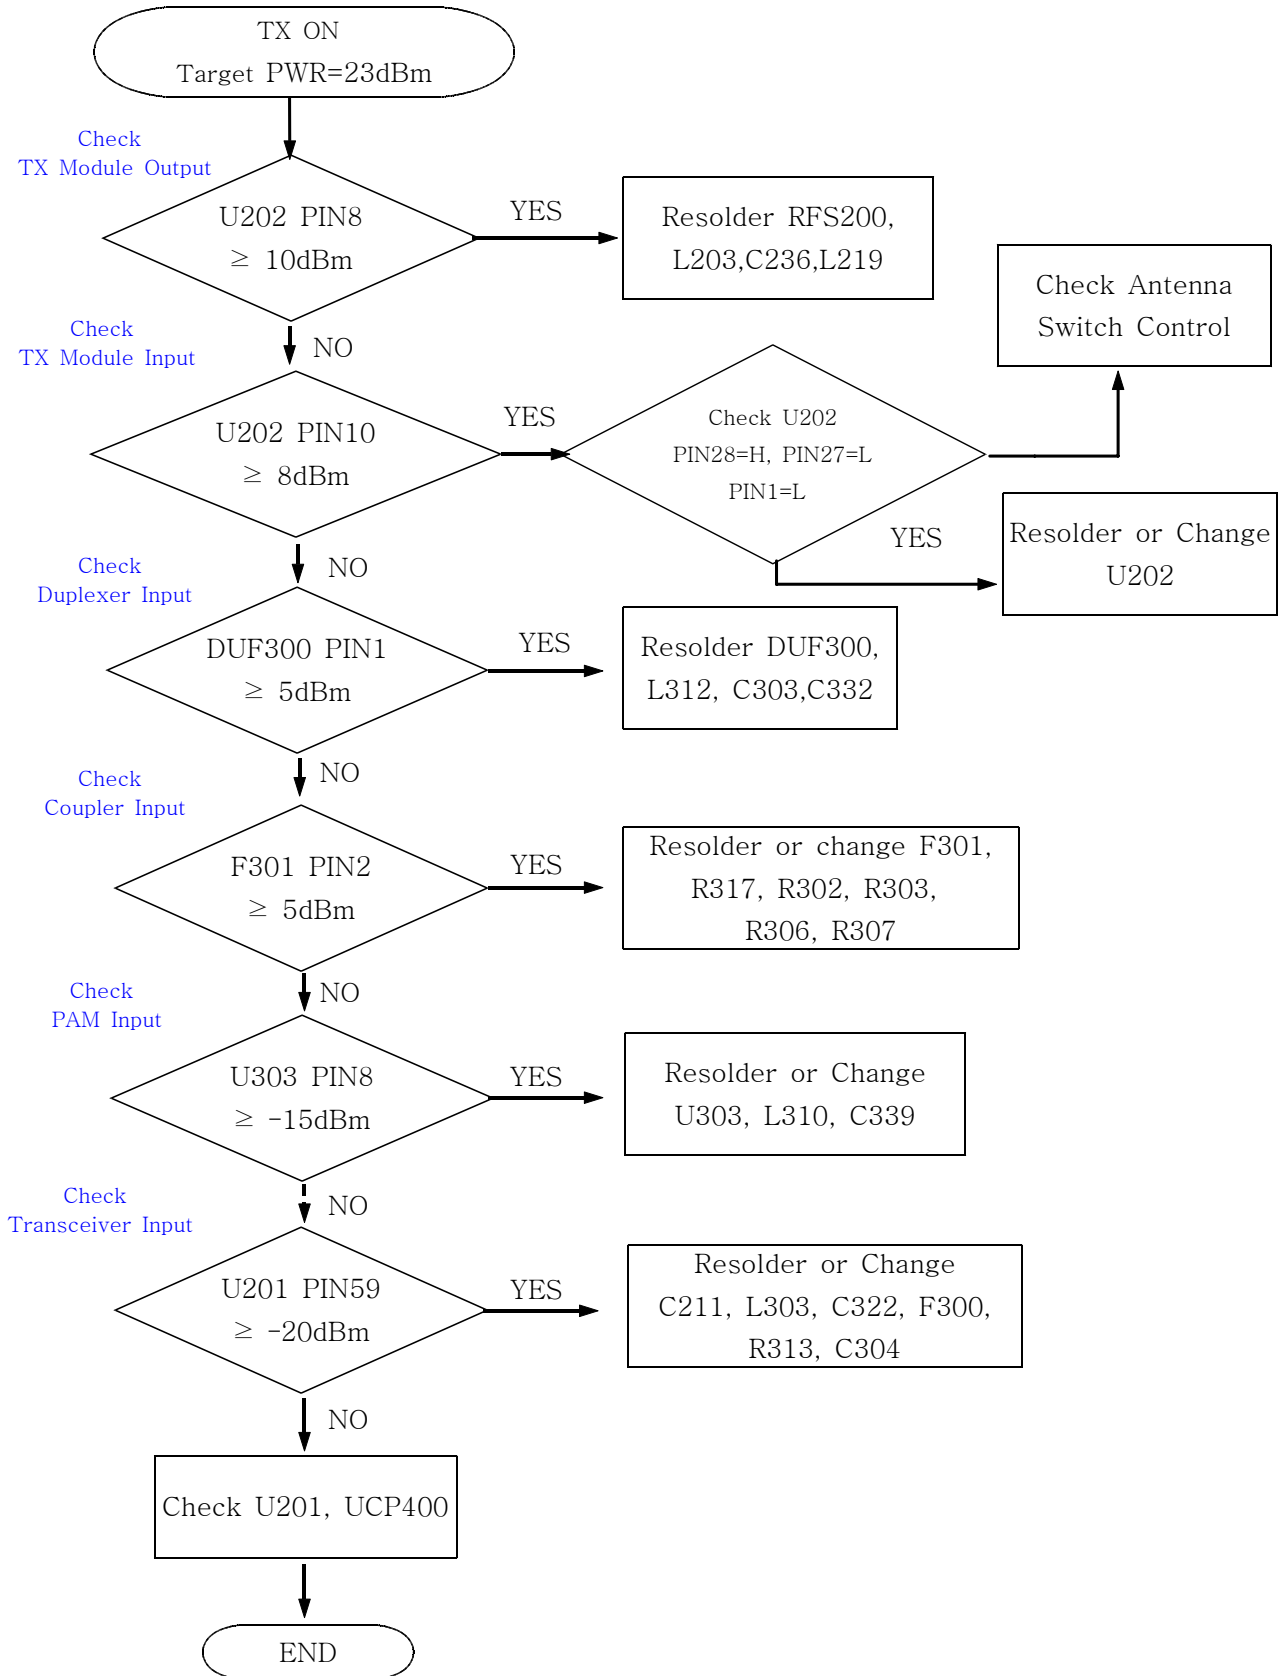 TX ON
Target PWR=23dBm
Check
TX Module Output
U202 PIN8
≥ 10dBm
YES
Resolder RFS200,
L203,C236,L219
NO
Check
TX Module Input
U202 PIN10
≥ 8dBm
YES
Check U202
PIN28=H, PIN27=L
PIN1=L
Check Antenna
Switch Control
YES
Resolder or Change
U202
NO
Check
Duplexer Input
DUF300 PIN1
≥ 5dBm
YES
Resolder DUF300,
L312, C303,C332
NO
Check
Coupler Input
F301 PIN2
≥ 5dBm
YES
Resolder or change F301,
R317, R302, R303,
R306, R307
NO
Check
PAM Input
U303 PIN8
≥ -15dBm
YES
Resolder or Change
U303, L310, C339
NO
Check
Transceiver Input
U201 PIN59
≥ -20dBm
YES
Resolder or Change
C211, L303, C322, F300,
R313, C304
NO
Check U201, UCP400
END